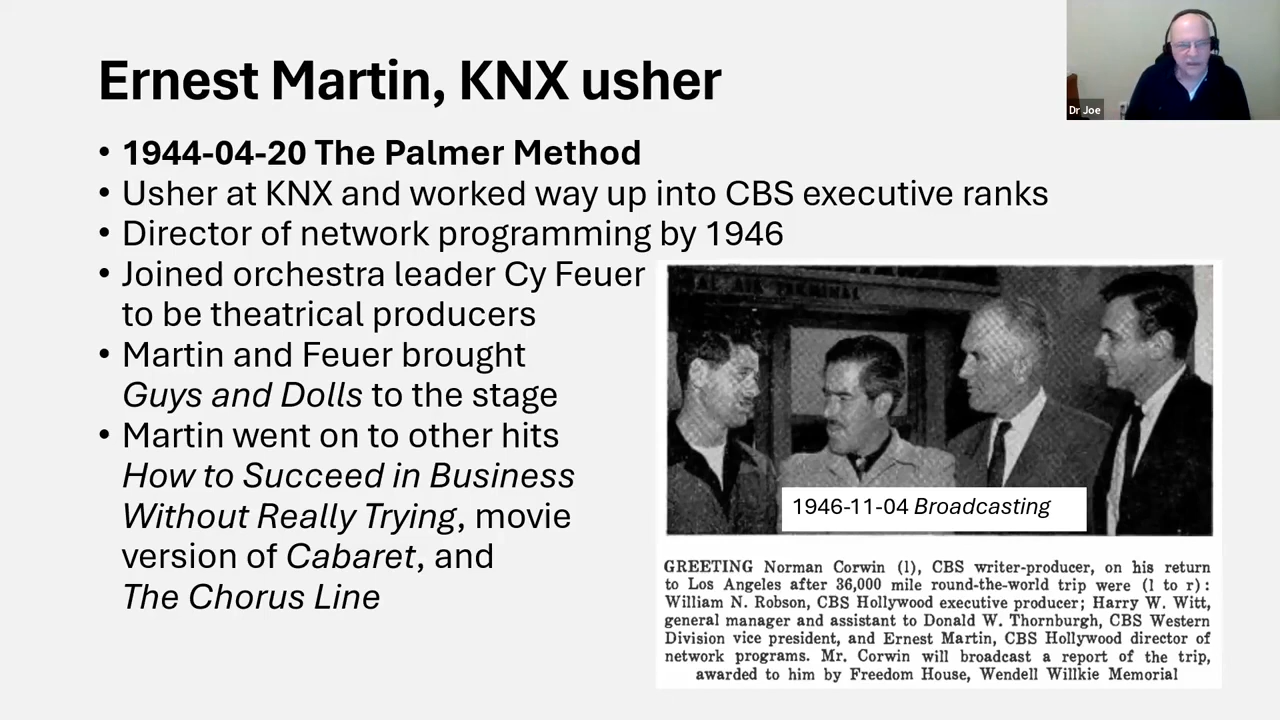 Ernest Martin, KNX usher
Dr Joe
• 1944-04-20 The Palmer Method
• Usher at KNX and worked way up into CBS executive ranks
• Director of network programming by 1946
• Joined orchestra leader Cy Feuer
to be theatrical producers
• Martin and Feuer brought
Guys and Dolls to the stage
• Martin went on to other hits
How to Succeed in Business
Without Really Trying, movie
version of Cabaret, and
The Chorus Line
TERMINAL
1946-11-04 Broadcasting
GREETING Norman Corwin (l), CBS writer-producer, on his return
to Los Angeles after 36,000 mile round-the-world trip were (l to r):
William N. Robson, CBS Hollywood executive producer; Harry W. Witt,
general manager and assistant to Donald W. Thornburgh, CBS Western
Division vice president, and Ernest Martin, CBS Hollywood director of
network programs. Mr. Corwin will broadcast a report of the trip,
awarded to him by Freedom House, Wendell Willkie Memorial